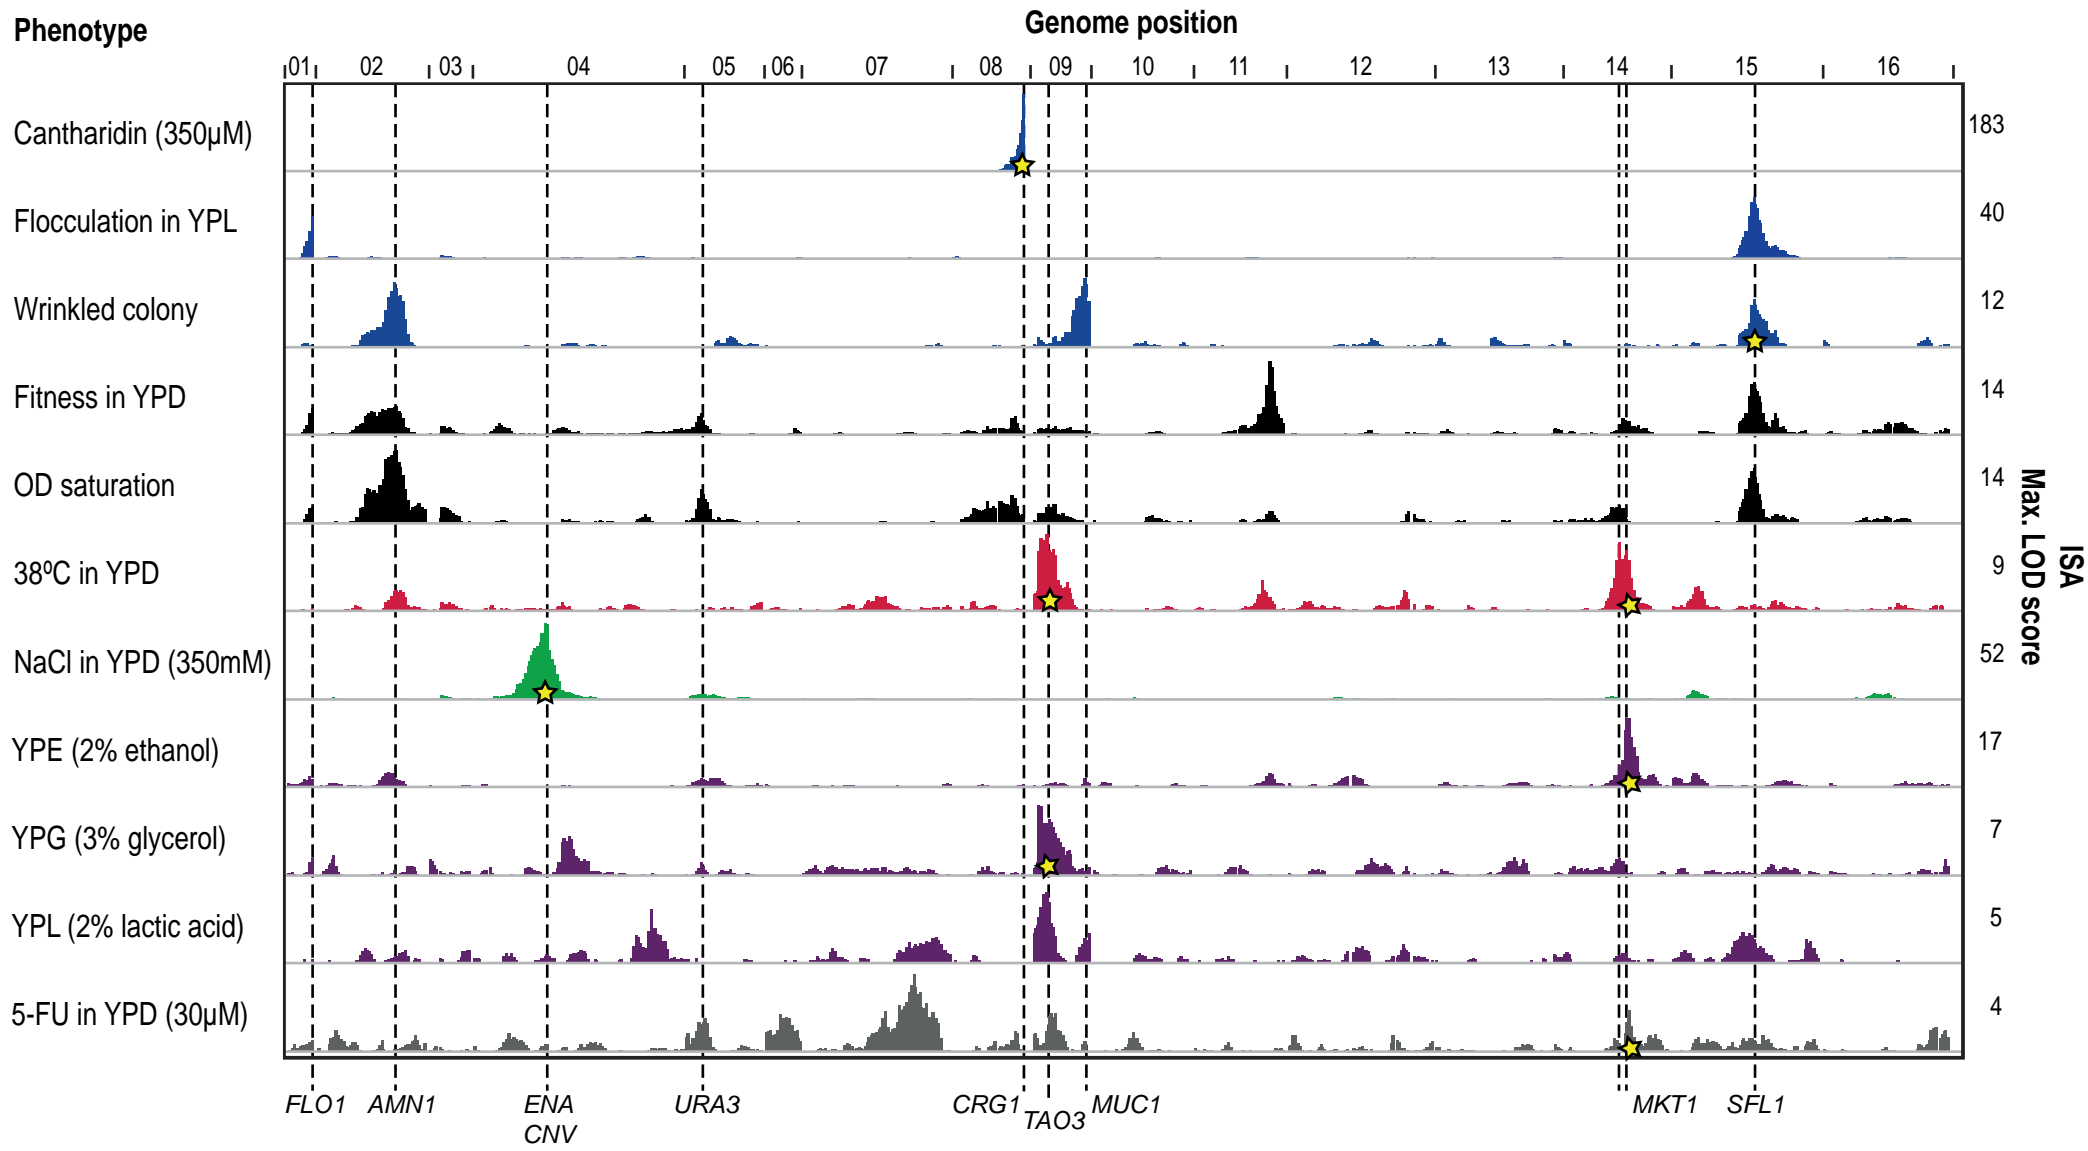 Phenotype
Genome position
01 02 03 04 05 06 07 08 09 10 11 12 13 14 15 16
Cantharidin (350µM) 183
Flocculation in YPL 40
Wrinkled colony 12
Fitness in YPD 14
OD saturation 14
38ºC in YPD 9
NaCl in YPD (350mM) 52
YPE (2% ethanol) 17
YPG (3% glycerol) 7
YPL (2% lactic acid) 5
5-FU in YPD (30µM) 4
ISA
Max. LOD score
FLO1 AMN1 ENA URA3 CRG1 TAO3 MUC1 MKT1 SFL1
CNV